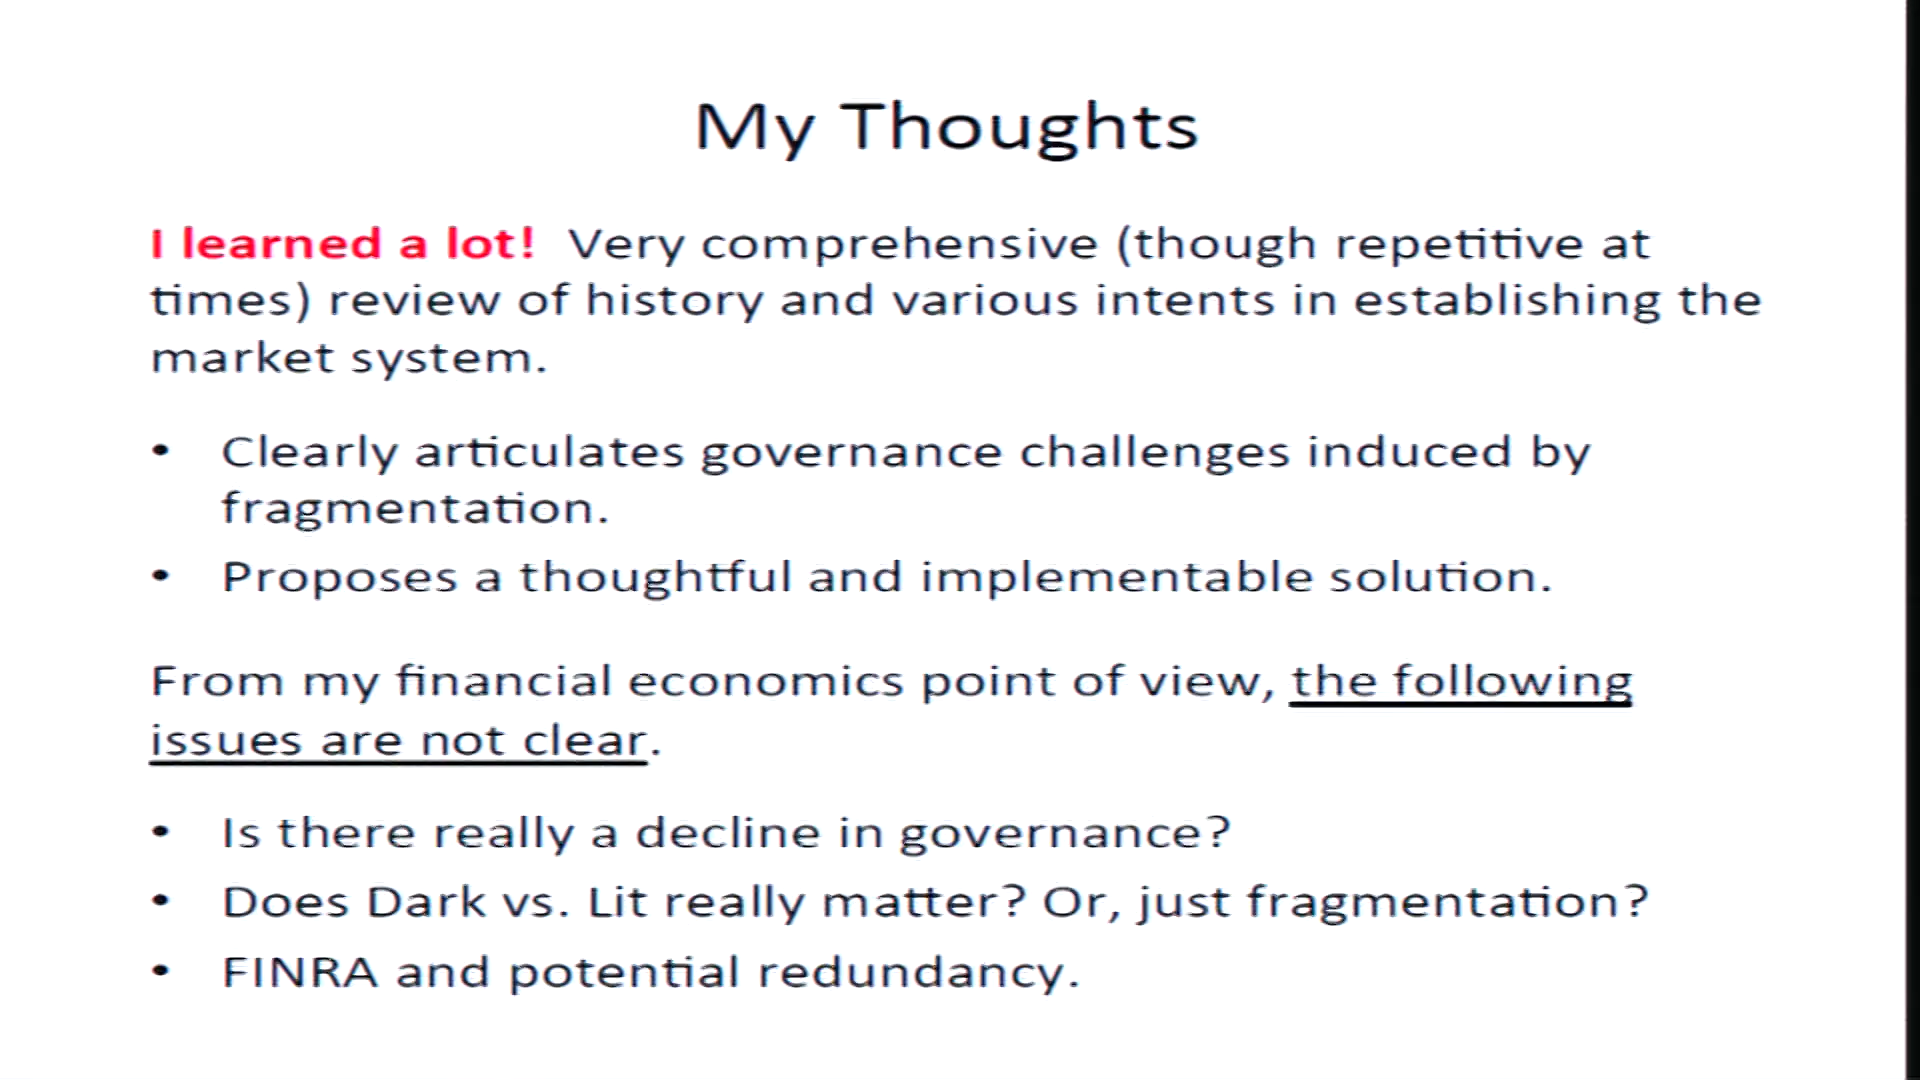 My Thoughts
I learned a lot! Very comprehensive (though repetitive at
times) review of history and various intents in establishing the
market system.
• Clearly articulates governance challenges induced by
fragmentation.
• Proposes a thoughtful and implementable solution.
From my financial economics point of view, the following
issues are not clear.
• Is there really a decline in governance?
• Does Dark vs. Lit really matter? Or, just fragmentation?
• FINRA and potential redundancy.